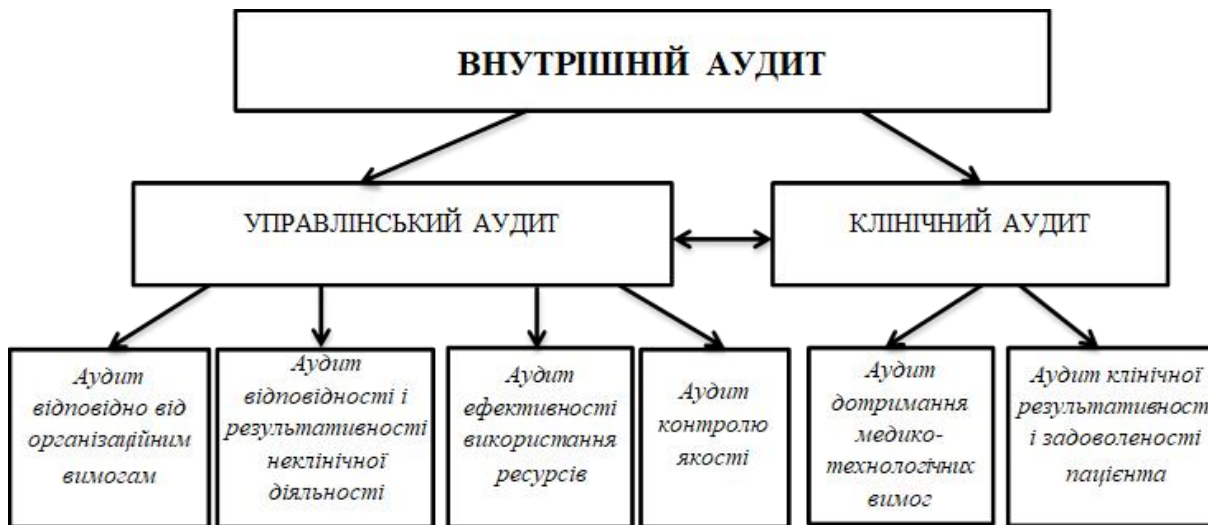 ВНУТРІШНІЙ АУДИТ
УПРАВЛІНСЬКИЙ АУДИТ
КЛІНІЧНИЙ АУДИТ
Аудит
відповідно від
організаційним
вимогам
Аудит
відповідності і
результативності
неклінічної
діяльності
Аудит
ефективності
використання
ресурсів
Аудит
контролю
якості
Аудит
дотримання
медико-
технологічних
вимог
Аудит клінічної
результативност
і задоволеності
пацієнта